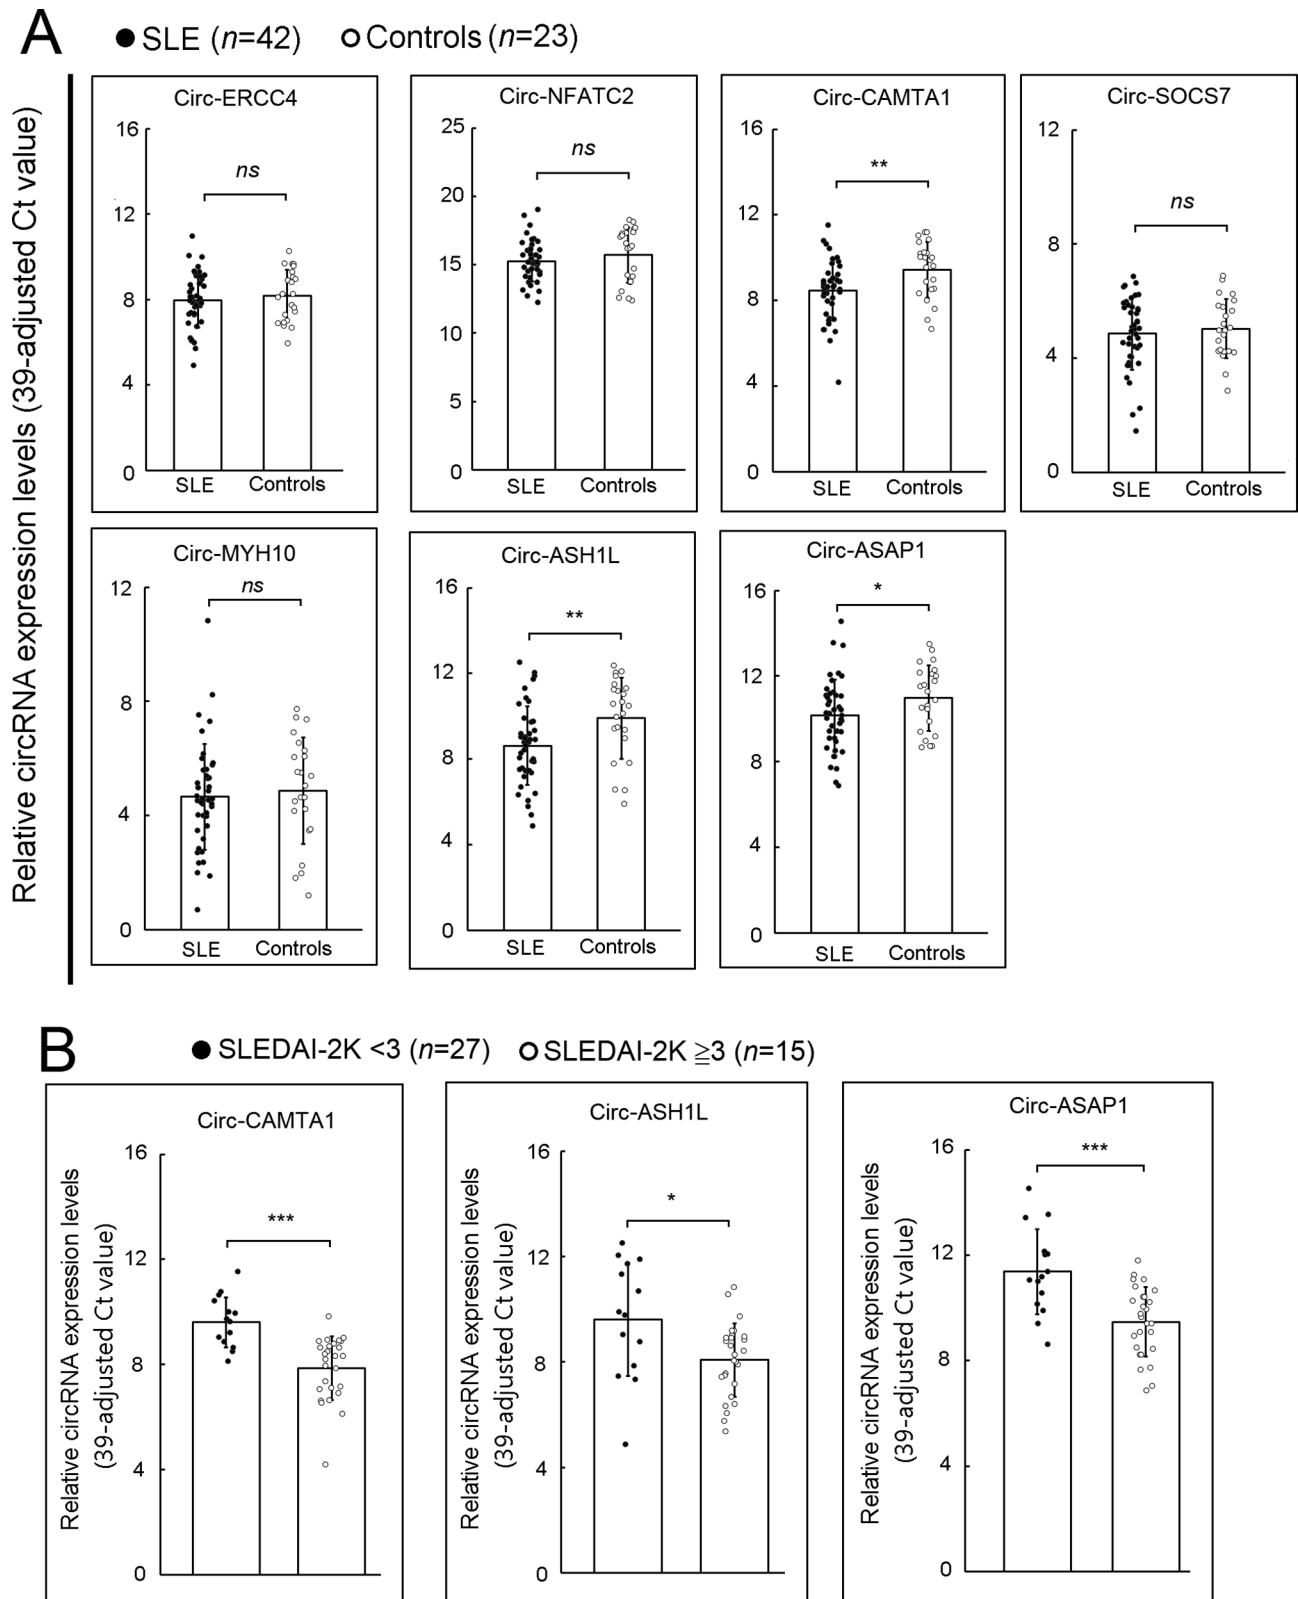 A
SLE (n=42) Controls (n=23)
Relative circRNA expression levels (39-adjusted Ct value)
Circ-ERCC4
16
12
8
4
0
ns
SLE Controls
Circ-NFATC2
25
20
15
10
5
0
ns
SLE Controls
Circ-CAMTA1
16
12
8
4
0
**
SLE Controls
Circ-SOCS7
12
8
4
0
ns
SLE Controls
Circ-MYH10
12
8
4
0
ns
SLE Controls
Circ-ASH1L
16
12
8
4
0
**
SLE Controls
Circ-ASAP1
16
12
8
4
0
*
SLE Controls
B
SLEDAI-2K <3 (n=27) SLEDAI-2K ≧3 (n=15)
Circ-CAMTA1
Relative circRNA expression levels
(39-adjusted Ct value)
16
12
8
4
0
***
Circ-ASH1L
Relative circRNA expression levels
(39-adjusted Ct value)
16
12
8
4
0
*
Circ-ASAP1
Relative circRNA expression levels
(39-adjusted Ct value)
16
12
8
4
0
***